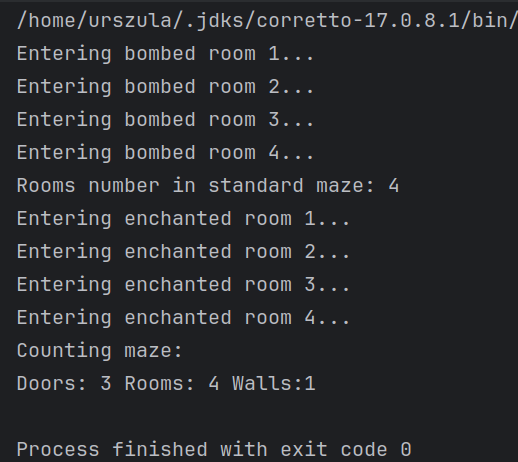 /home/urszula/.jdks/corretto-17.0.8.1/bin/
Entering bombed room 1...
Entering bombed room 2...
Entering bombed room 3...
Entering bombed room 4...
Rooms number in standard maze: 4
Entering enchanted room 1...
Entering enchanted room 2...
Entering enchanted room 3...
Entering enchanted room 4...
Counting maze:
Doors: 3 Rooms: 4 Walls:1
Process finished with exit code 0